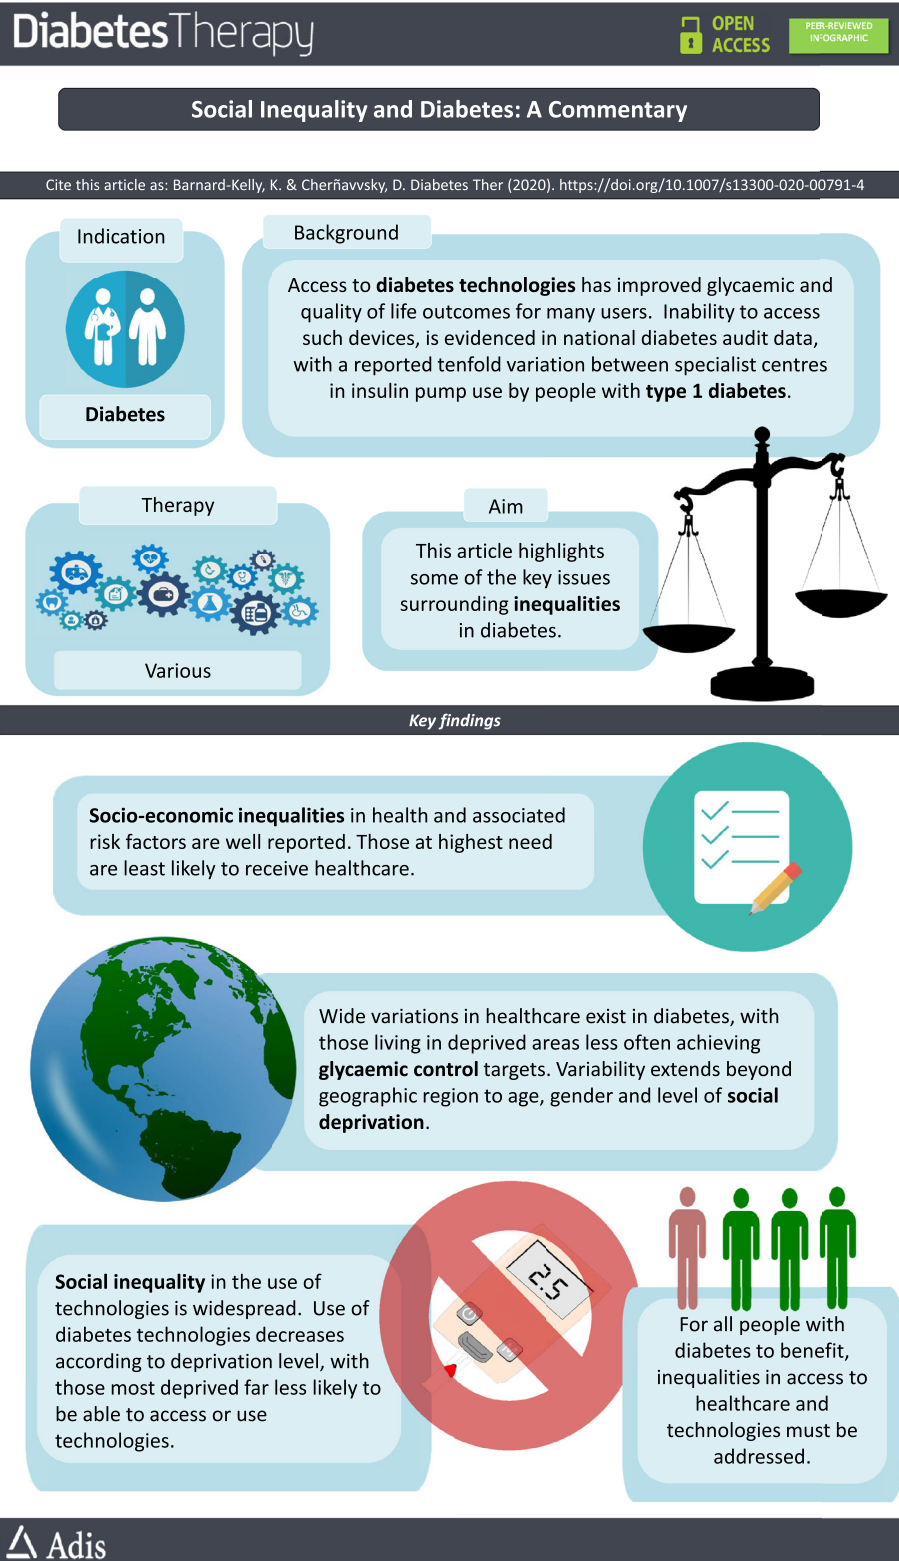 DiabetesTherapy
OPEN
ACCESS
PEER-REVIEWED
INFOGRAPHIC
Social Inequality and Diabetes: A Commentary
Cite this article as: Barnard-Kelly, K. & Cherñavvsky, D. Diabetes Ther (2020). https://doi.org/10.1007/s13300-020-00791-4
Indication
Diabetes
Background
Access to diabetes technologies has improved glycaemic and
quality of life outcomes for many users. Inability to access
such devices, is evidenced in national diabetes audit data,
with a reported tenfold variation between specialist centres
in insulin pump use by people with type 1 diabetes.
Therapy
Various
Aim
This article highlights
some of the key issues
surrounding inequalities
in diabetes.
Key findings
Socio-economic inequalities in health and associated
risk factors are well reported. Those at highest need
are least likely to receive healthcare.
Wide variations in healthcare exist in diabetes, with
those living in deprived areas less often achieving
glycaemic control targets. Variability extends beyond
geographic region to age, gender and level of social
deprivation.
Social inequality in the use of
technologies is widespread. Use of
diabetes technologies decreases
according to deprivation level, with
those most deprived far less likely to
be able to access or use
technologies.
2.5
For all people with
diabetes to benefit,
inequalities in access to
healthcare and
technologies must be
addressed.
Adis